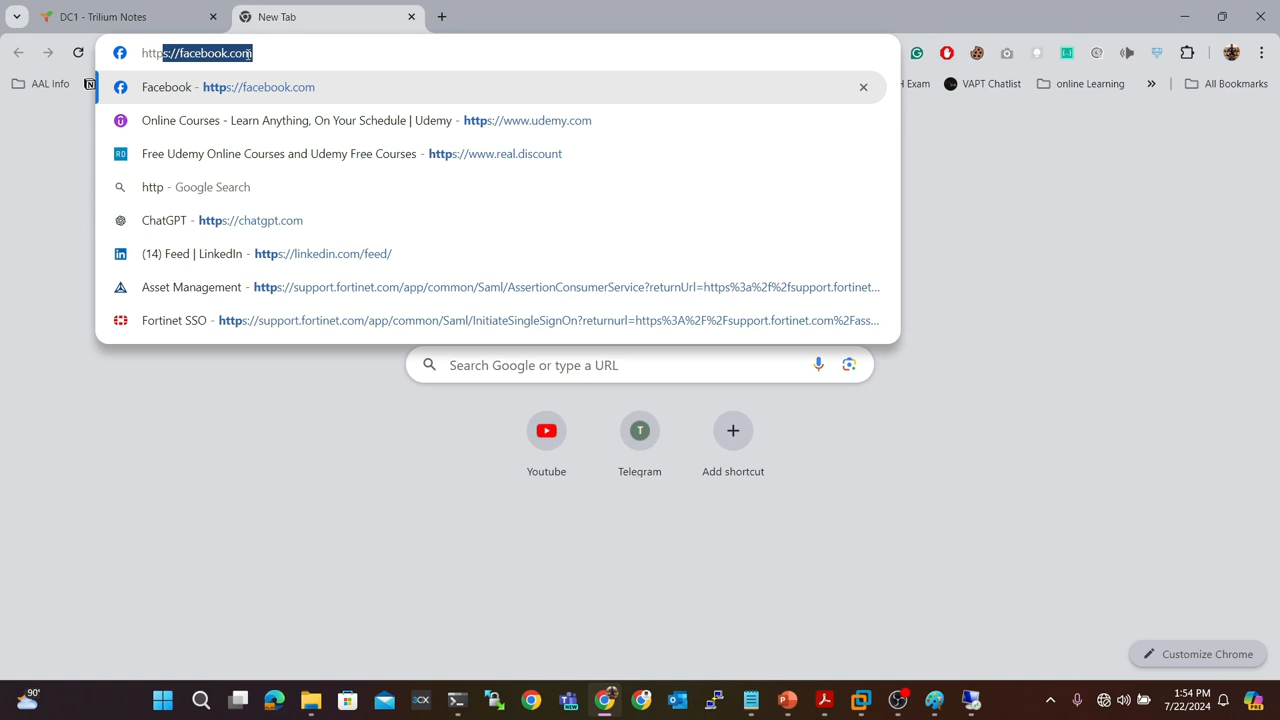 DC1 - Trilium Notes
New Tab
https://facebook.com
AAL Info
H Exam
VAPT Chatlist
online Learning
All Bookmarks
Facebook - https://facebook.com
Online Courses - Learn Anything, On Your Schedule | Udemy - https://www.udemy.com
RD
Free Udemy Online Courses and Udemy Free Courses - https://www.real.discount
http - Google Search
ChatGPT - https://chatgpt.com
(14) Feed | LinkedIn - https://linkedin.com/feed/
Asset Management - https://support.fortinet.com/app/common/Saml/AssertionConsumerService?returnUrl=https%3a%2f%2fsupport.fortinet...
Fortinet SSO - https://support.fortinet.com/app/common/Saml/InitiateSingleSignOn?returnurl=https%3A%2F%2Fsupport.fortinet.com%2Fass...
Search Google or type a URL
T
Youtube
Telegram
Add shortcut
Customize Chrome
90°
1:54 PM
7/22/2024